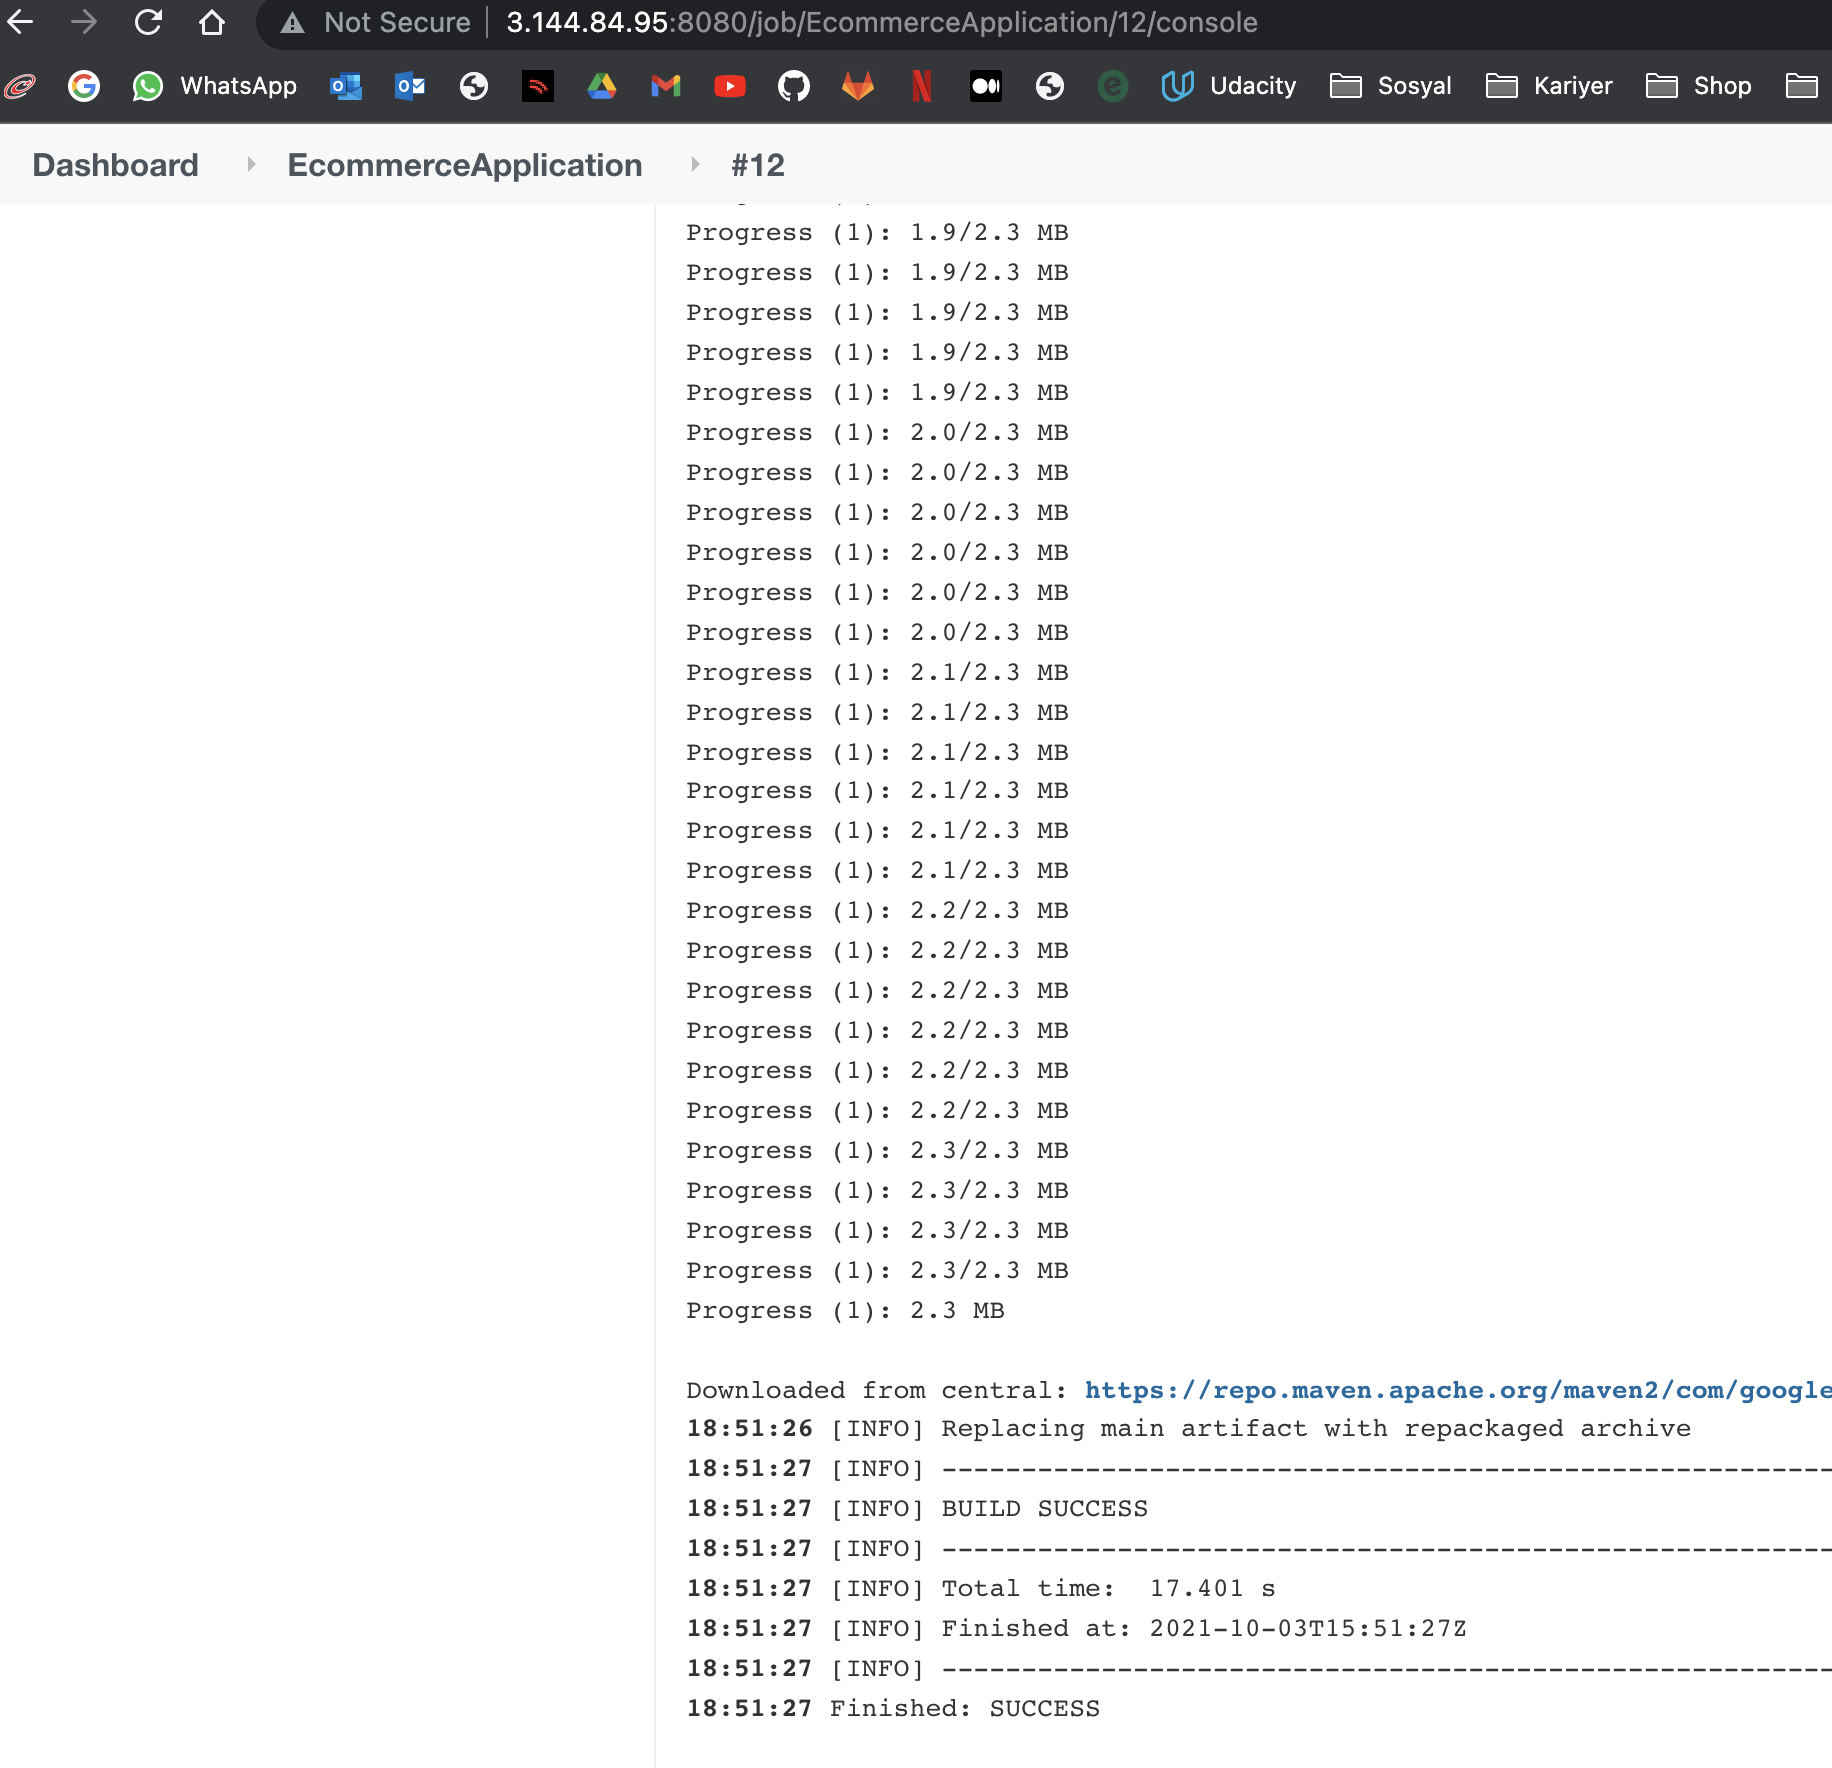 Not Secure 3.144.84.95:8080/job/EcommerceApplication/12/console
WhatsApp Udacity Sosyal Kariyer Shop
Dashboard EcommerceApplication #12
Progress (1): 1.9/2.3 MB
Progress (1): 1.9/2.3 MB
Progress (1): 1.9/2.3 MB
Progress (1): 1.9/2.3 MB
Progress (1): 1.9/2.3 MB
Progress (1): 2.0/2.3 MB
Progress (1): 2.0/2.3 MB
Progress (1): 2.0/2.3 MB
Progress (1): 2.0/2.3 MB
Progress (1): 2.0/2.3 MB
Progress (1): 2.0/2.3 MB
Progress (1): 2.1/2.3 MB
Progress (1): 2.1/2.3 MB
Progress (1): 2.1/2.3 MB
Progress (1): 2.1/2.3 MB
Progress (1): 2.1/2.3 MB
Progress (1): 2.1/2.3 MB
Progress (1): 2.2/2.3 MB
Progress (1): 2.2/2.3 MB
Progress (1): 2.2/2.3 MB
Progress (1): 2.2/2.3 MB
Progress (1): 2.2/2.3 MB
Progress (1): 2.2/2.3 MB
Progress (1): 2.3/2.3 MB
Progress (1): 2.3/2.3 MB
Progress (1): 2.3/2.3 MB
Progress (1): 2.3/2.3 MB
Progress (1): 2.3 MB
Downloaded from central: https://repo.maven.apache.org/maven2/com/google
18:51:26 [INFO] Replacing main artifact with repackaged archive
18:51:27 [INFO] --------------------------------------------------------
18:51:27 [INFO] BUILD SUCCESS
18:51:27 [INFO] --------------------------------------------------------
18:51:27 [INFO] Total time:  17.401 s
18:51:27 [INFO] Finished at: 2021-10-03T15:51:27Z
18:51:27 [INFO] --------------------------------------------------------
18:51:27 Finished: SUCCESS